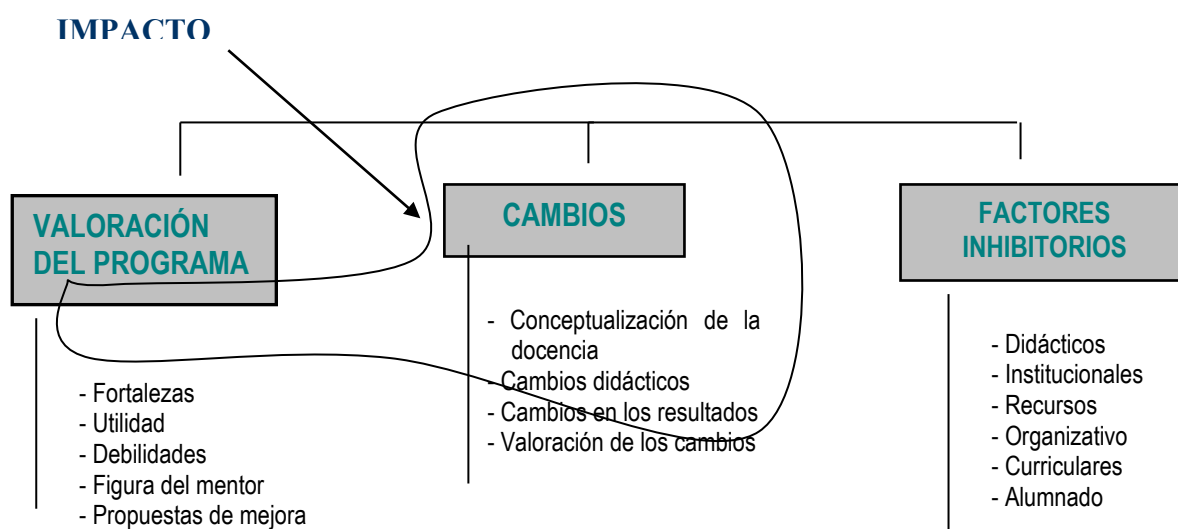 IMPACTO
VALORACIÓN
DEL PROGRAMA
- Fortalezas
- Utilidad
- Debilidades
- Figura del mentor
- Propuestas de mejora
CAMBIOS
- Conceptualización de la
docencia
- Cambios didácticos
- Cambios en los resultados
- Valoración de los cambios
FACTORES
INHIBITORIOS
- Didácticos
- Institucionales
- Recursos
- Organizativo
- Curriculares
- Alumnado